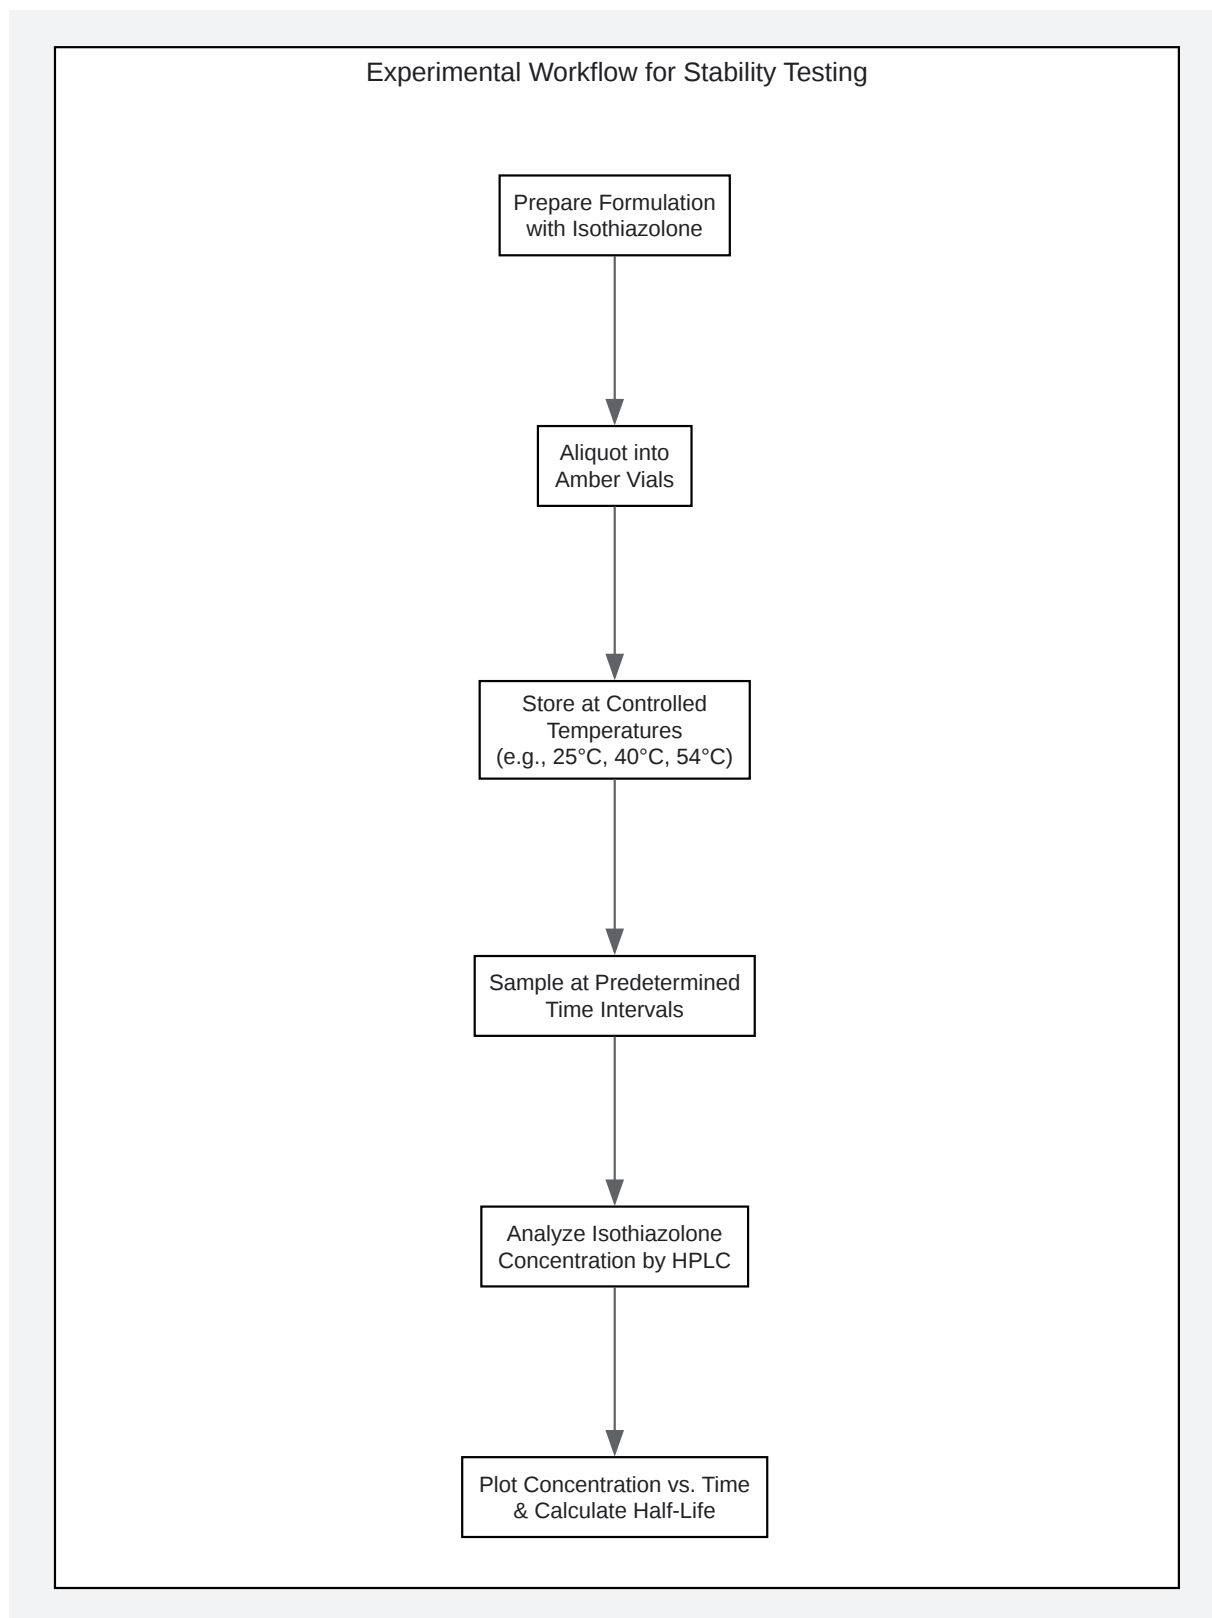 Experimental Workflow for Stability Testing
Prepare Formulation
with Isothiazolone
Aliquot into
Amber Vials
Store at Controlled
Temperatures
(e.g., 25°C, 40°C, 54°C)
Sample at Predetermined
Time Intervals
Analyze Isothiazolone
Concentration by HPLC
Plot Concentration vs. Time
& Calculate Half-Life